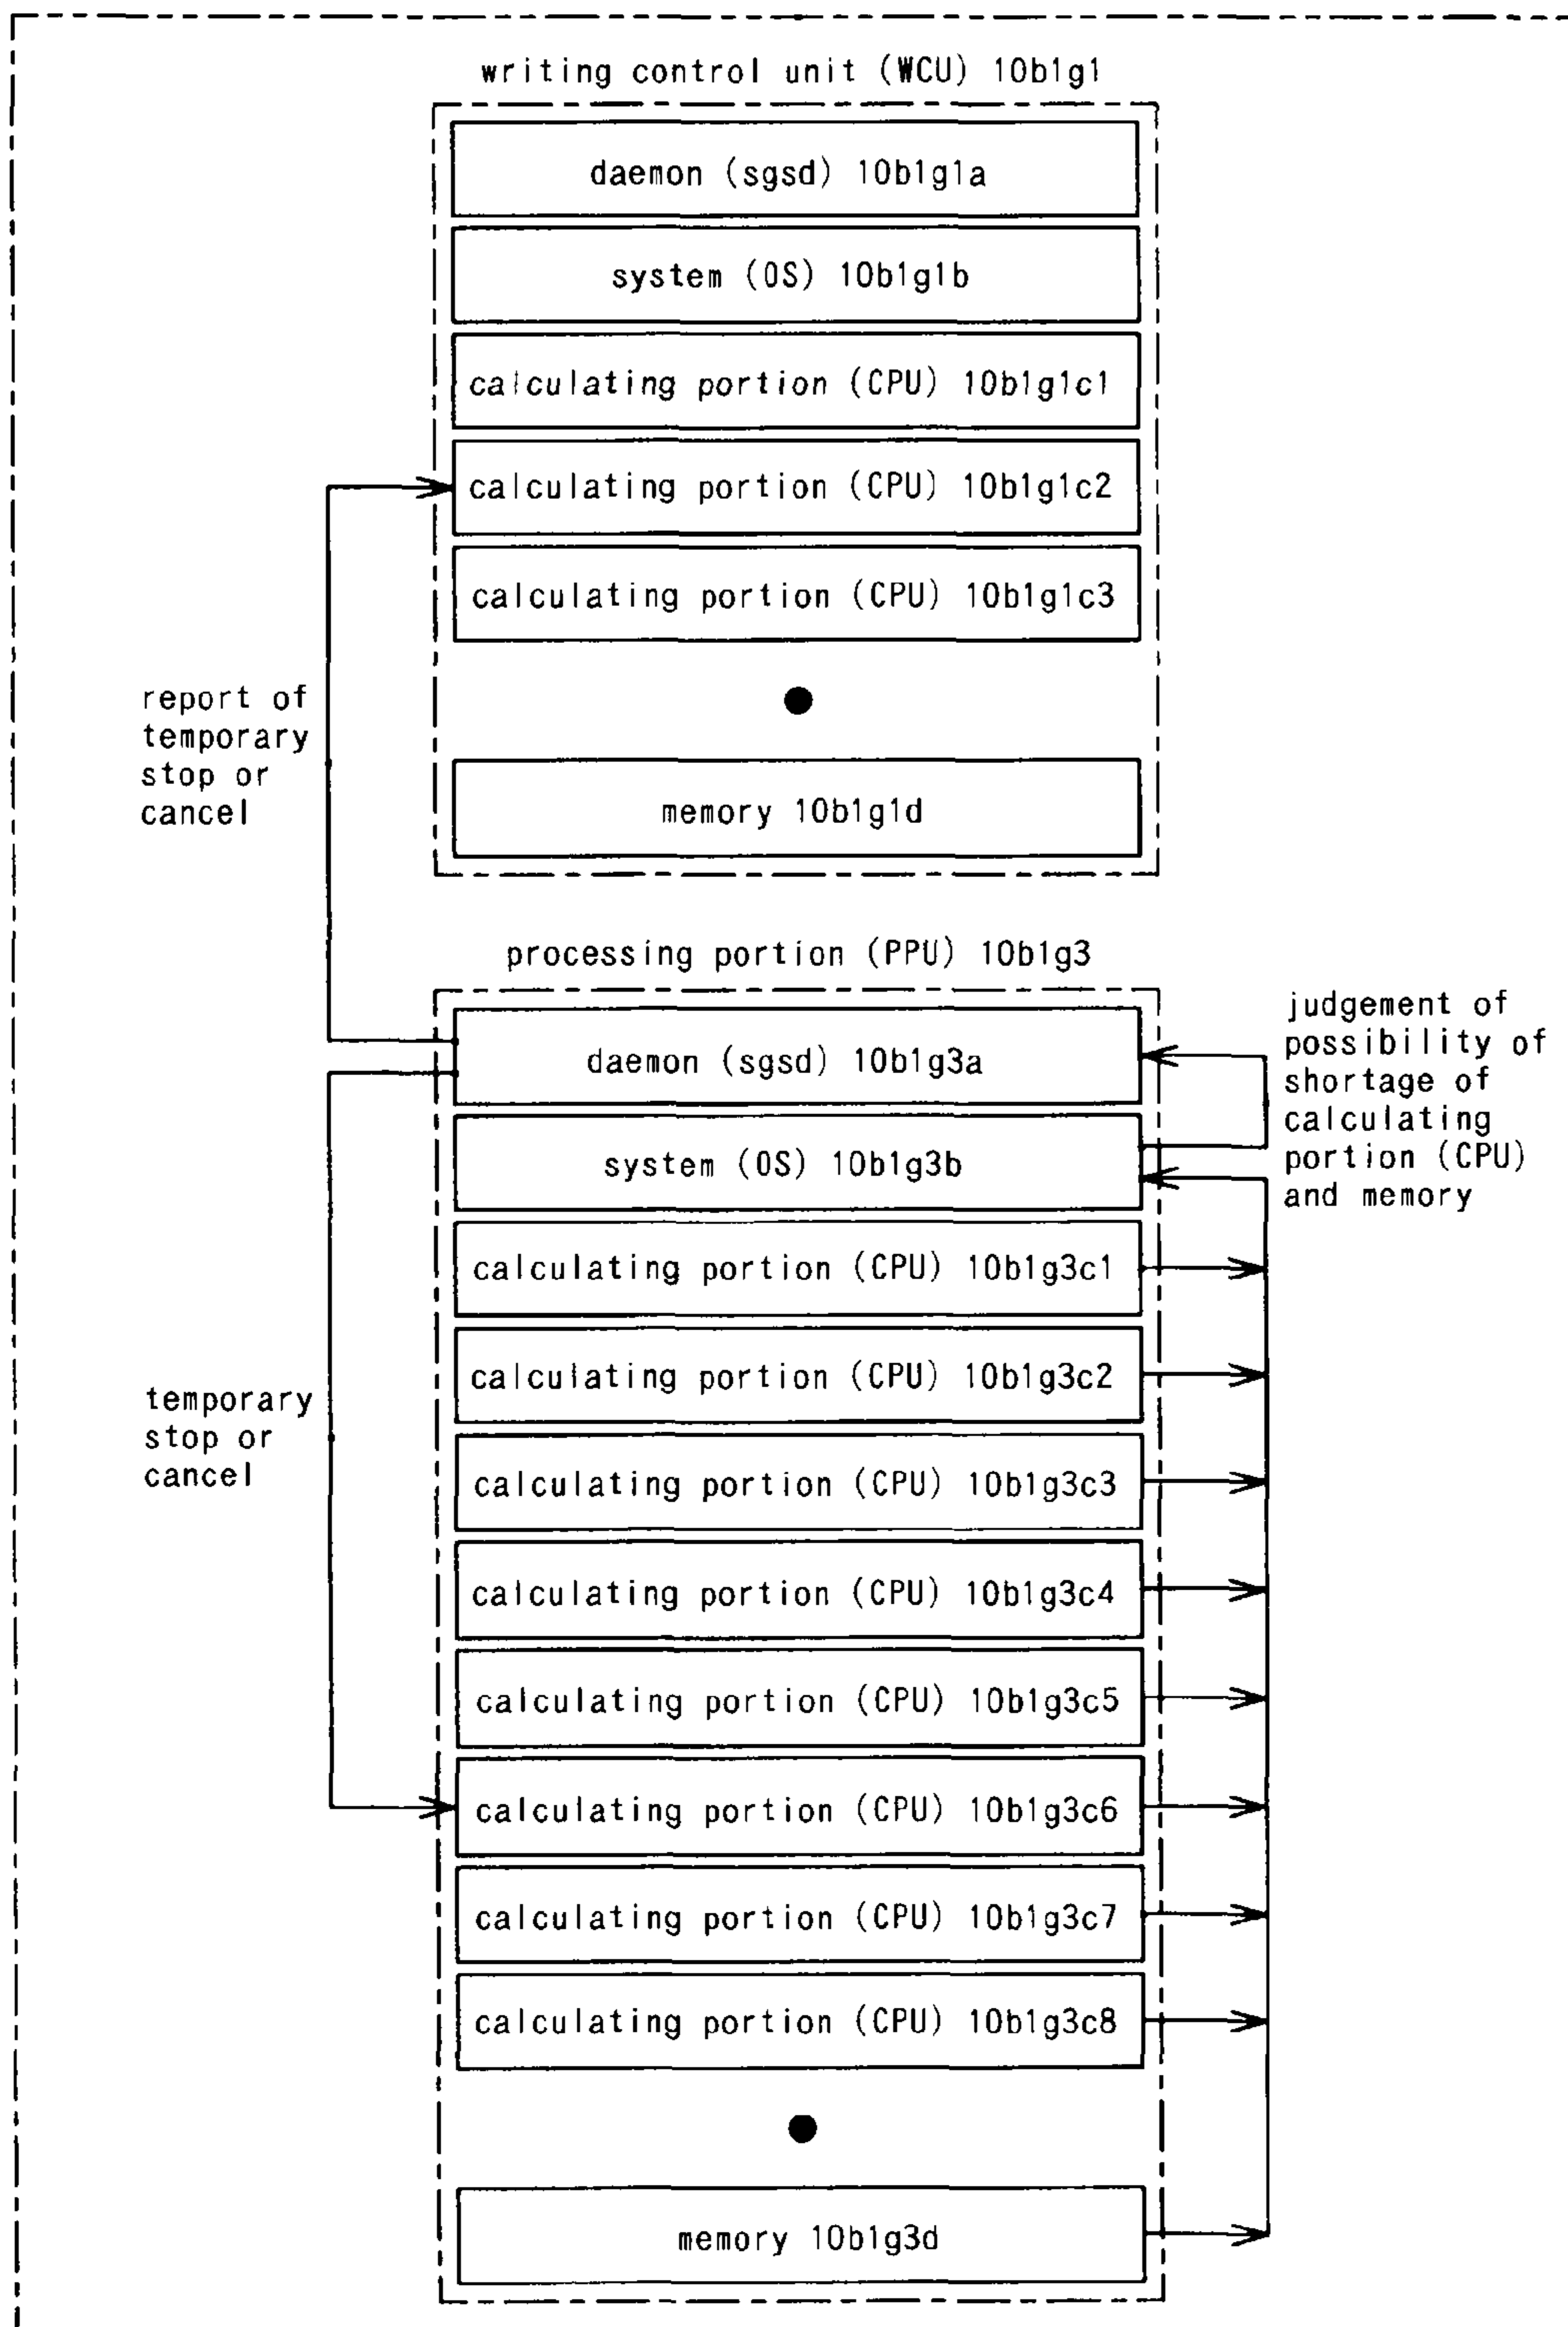 writing control unit (WCU) 10b1g1
daemon (sgsd) 10b1g1a
system (OS) 10b1g1b
calculating portion (CPU) 10b1g1c1
calculating portion (CPU) 10b1g1c2
calculating portion (CPU) 10b1g1c3
report of
temporary
stop or
cancel
memory 10b1g1d
processing portion (PPU) 10b1g3
daemon (sgsd) 10b1g3a
judgement of
possibility of
shortage of
calculating
portion (CPU)
and memory
system (OS) 10b1g3b
calculating portion (CPU) 10b1g3c1
calculating portion (CPU) 10b1g3c2
temporary
stop or
cancel
calculating portion (CPU) 10b1g3c3
calculating portion (CPU) 10b1g3c4
calculating portion (CPU) 10b1g3c5
calculating portion (CPU) 10b1g3c6
calculating portion (CPU) 10b1g3c7
calculating portion (CPU) 10b1g3c8
memory 10b1g3d